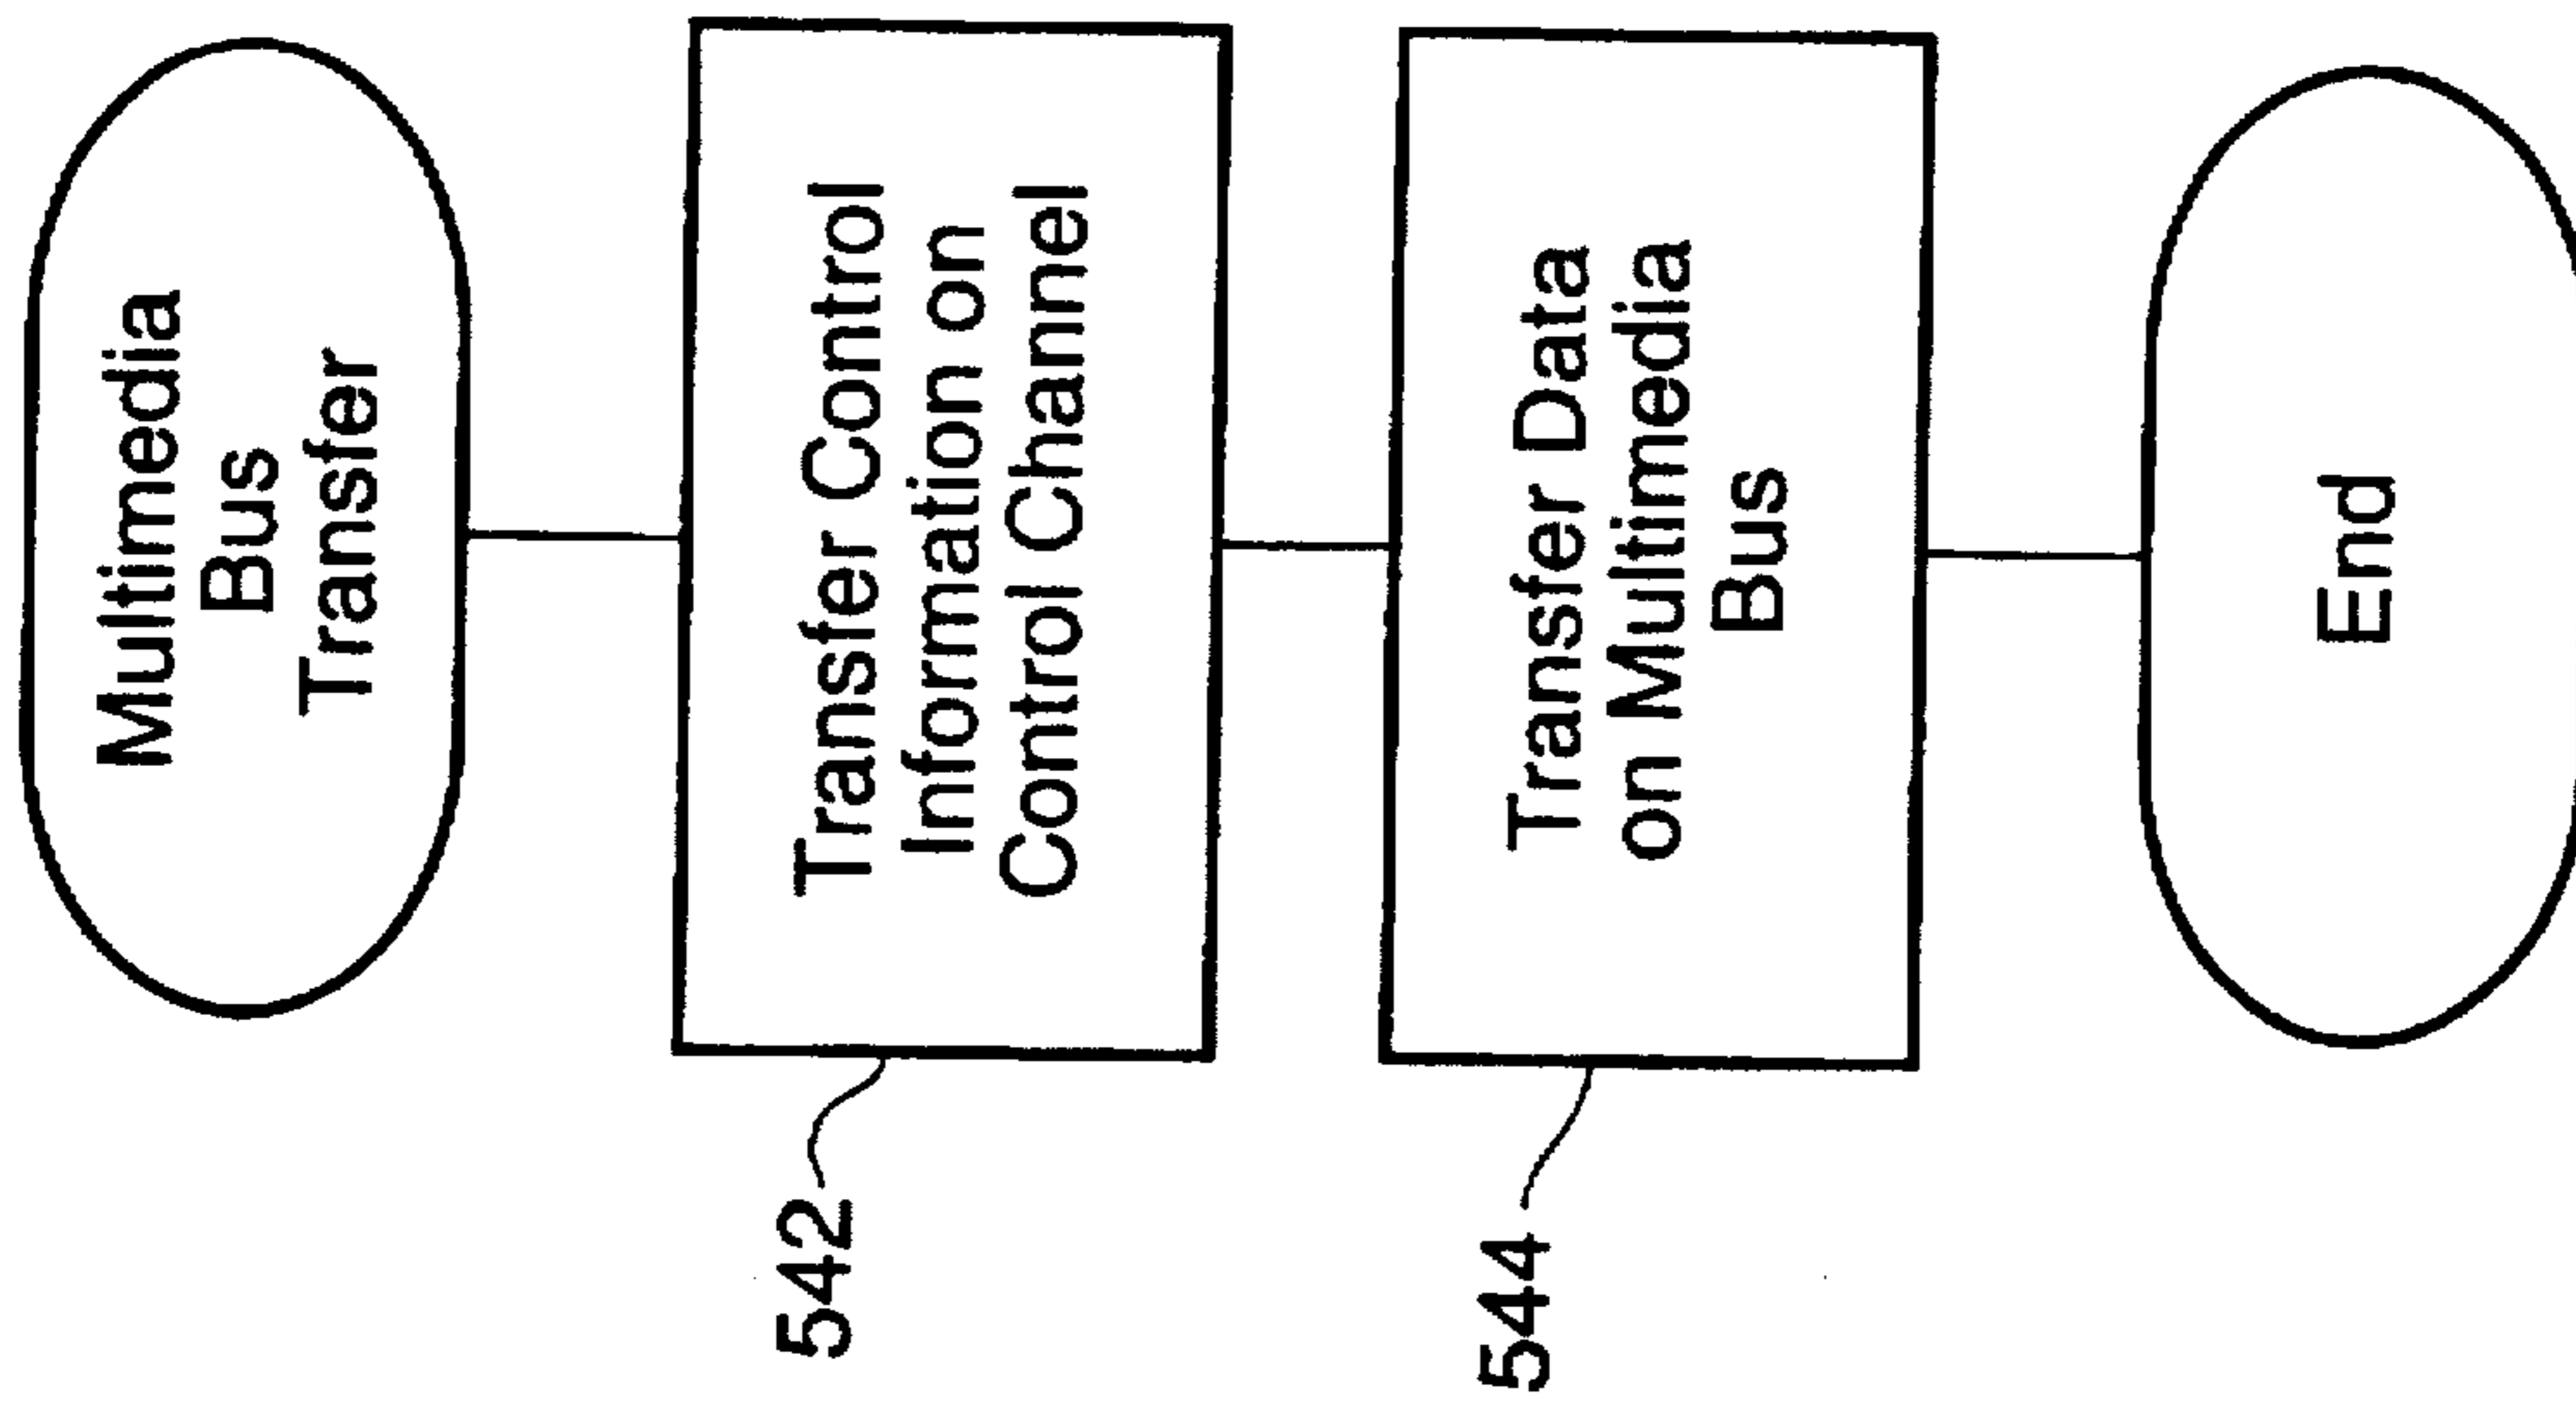 Multimedia
Bus
Transfer
542
Transfer Control
Information on
Control Channel
544
Transfer Data
on Multimedia
Bus
End